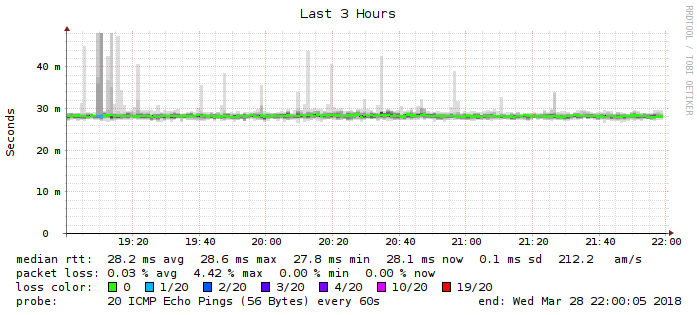 Last 3 Hours
RRDTOOL / TOBI OETIKER
Seconds
40 m
30 m
20 m
10 m
0
19:20 19:40 20:00 20:20 20:40 21:00 21:20 21:40 22:00
median rtt: 28.2 ms avg 28.6 ms max 27.8 ms min 28.1 ms now 0.1 ms sd 212.2 am/s
packet loss: 0.03 % avg 4.42 % max 0.00 % min 0.00 % now
loss color: 0 1/20 2/20 3/20 4/20 10/20 19/20
probe: 20 ICMP Echo Pings (56 Bytes) every 60s end: Wed Mar 28 22:00:05 2018